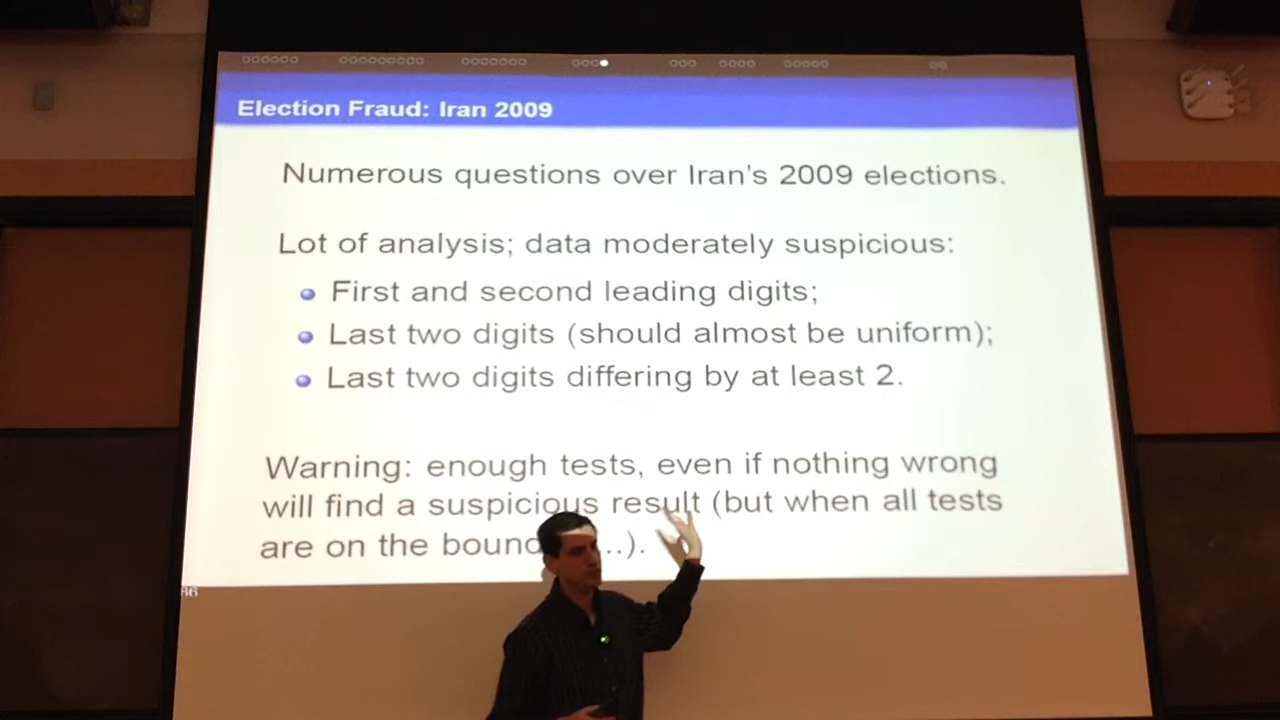 Election Fraud: Iran 2009
Numerous questions over Iran's 2009 elections.
Lot of analysis; data moderately suspicious:
First and second leading digits;
Last two digits (should almost be uniform);
Last two digits differing by at least 2.
Warning: enough tests, even if nothing wrong
will find a suspicious result (but when all tests
are on the ...).
86